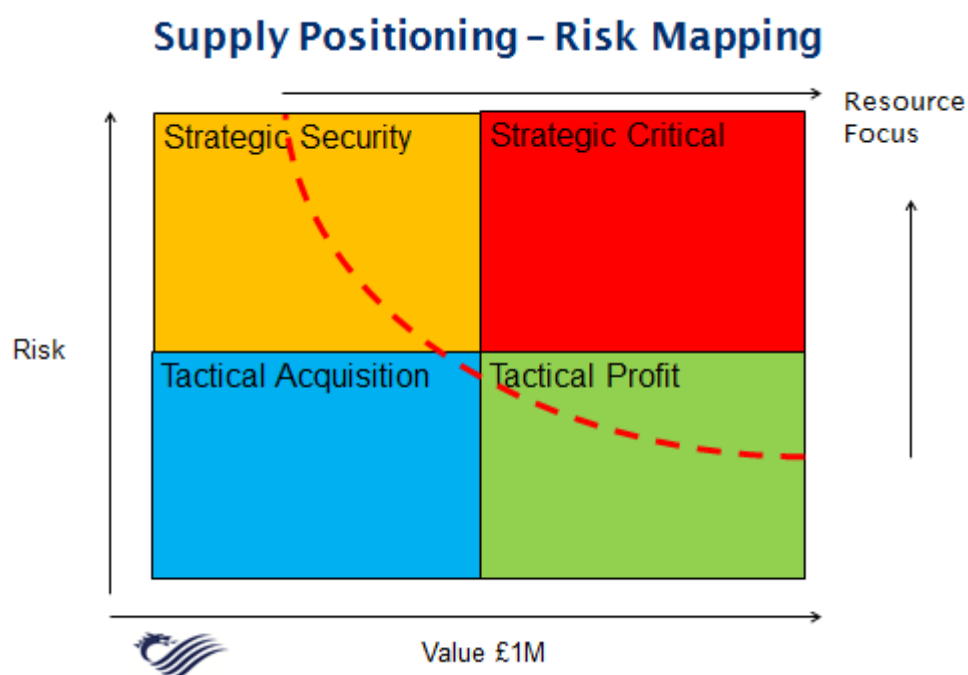 Supply Positioning – Risk Mapping
Resource
Focus
Strategic Security
Strategic Critical
Risk
Tactical Acquisition
Tactical Profit
Value £1M